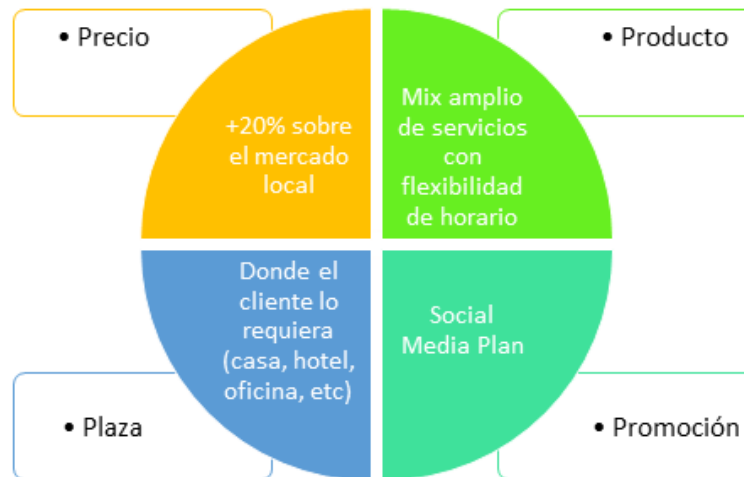 • Precio
+20% sobre
el mercado
local
• Producto
Mix amplio
de servicios
con
flexibilidad
de horario
Donde el
cliente lo
requiera
(casa, hotel,
oficina, etc)
• Plaza
Social
Media Plan
• Promoción